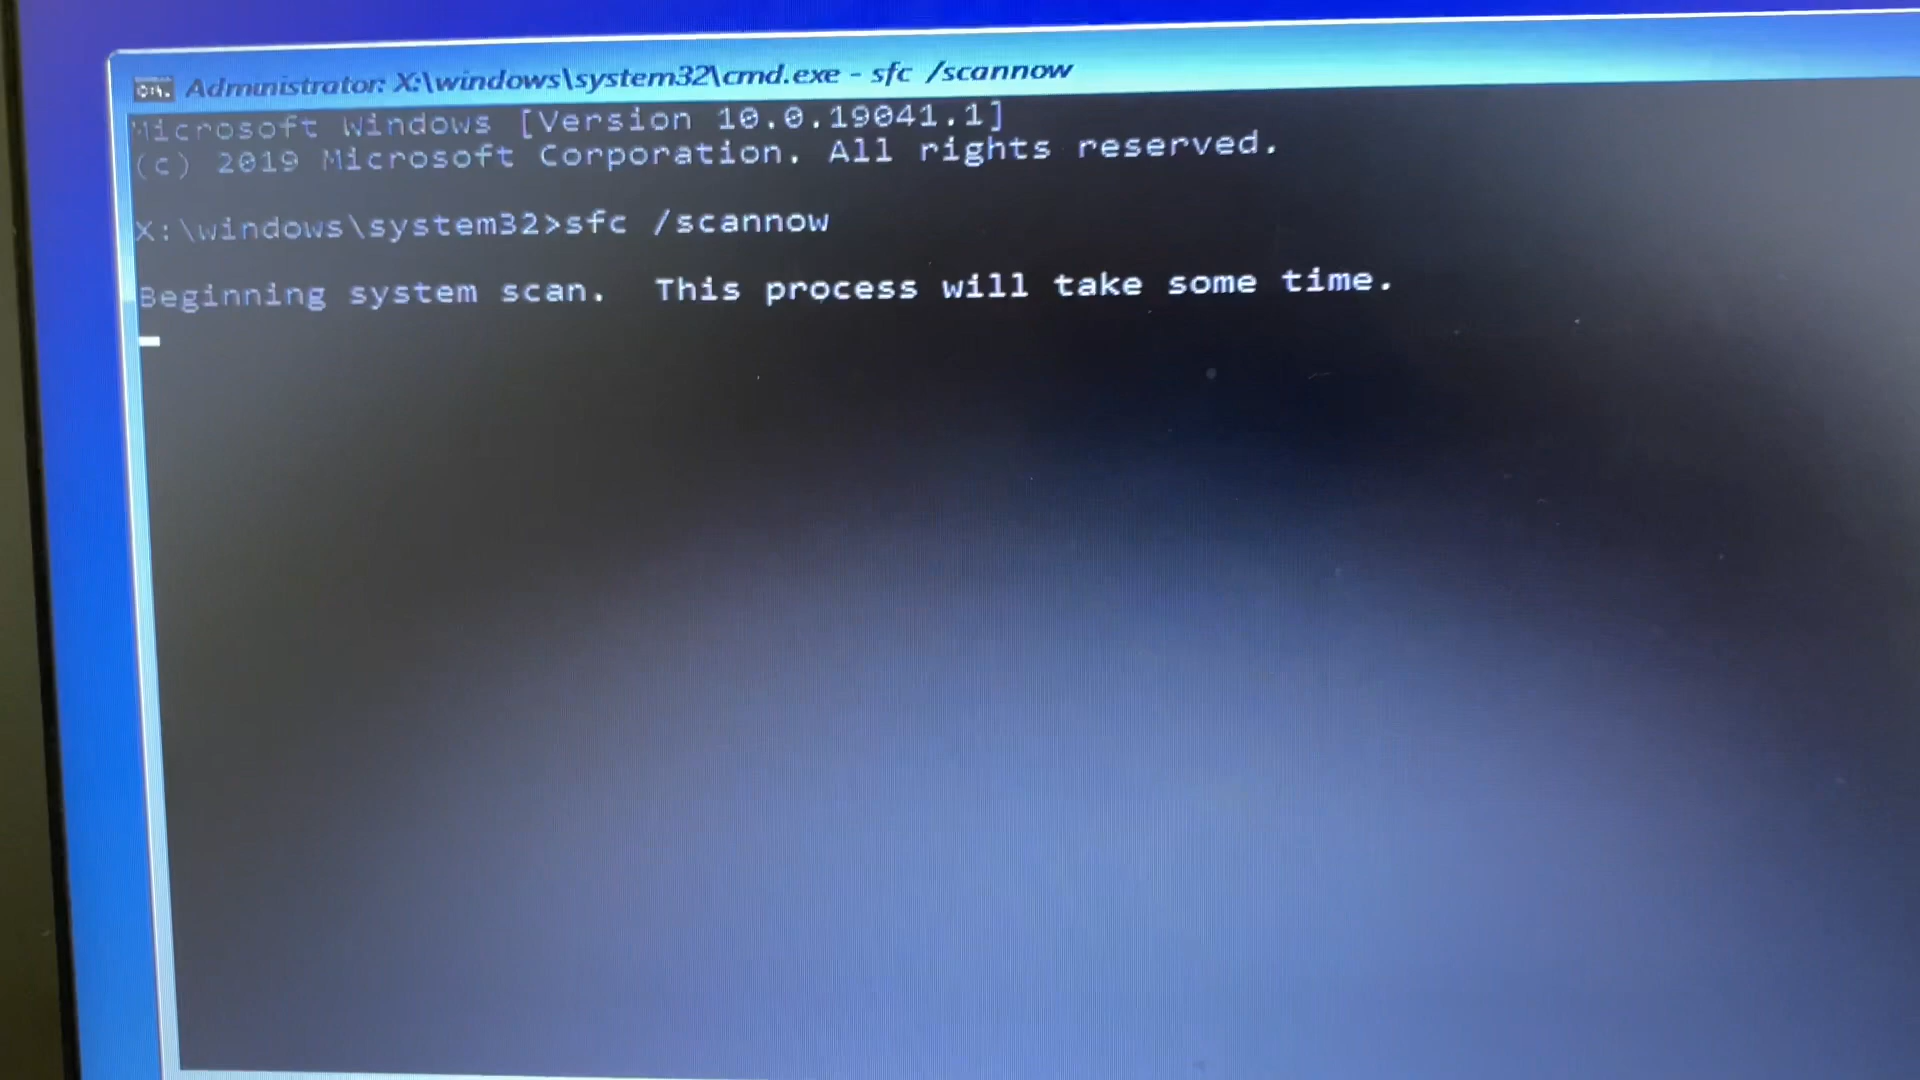 Administrator: X:\windows\system32\cmd.exe - sfc /scannow
Microsoft Windows [Version 10.0.19041.1]
(c) 2019 Microsoft Corporation. All rights reserved.
X:\windows\system32>sfc /scannow
Beginning system scan.  This process will take some time.